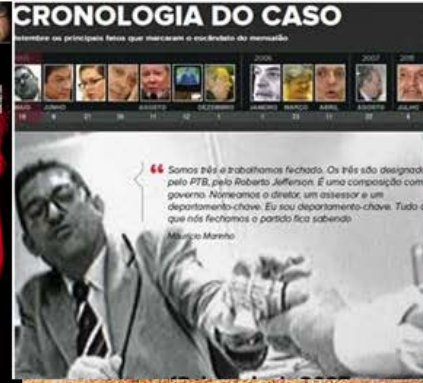 CRONOLOGIA DO CASO
Relembre os principais fatos que marcaram o escândalo do mensalão
2006
2007
MAIO JUNHO AGOSTO DEZEMBRO JANEIRO MARÇO ABRIL AGOSTO JULHO
“ Somos três e trabalhamos fechado. Os três são designados
pelo PTB, pelo Roberto Jefferson. É uma composição com
governo. Nomeamos o diretor, um assessor e um
departamento-chave. Eu sou departamento-chave. Tudo
que nós fechamos o partido fica sabendo
Maurício Marinho